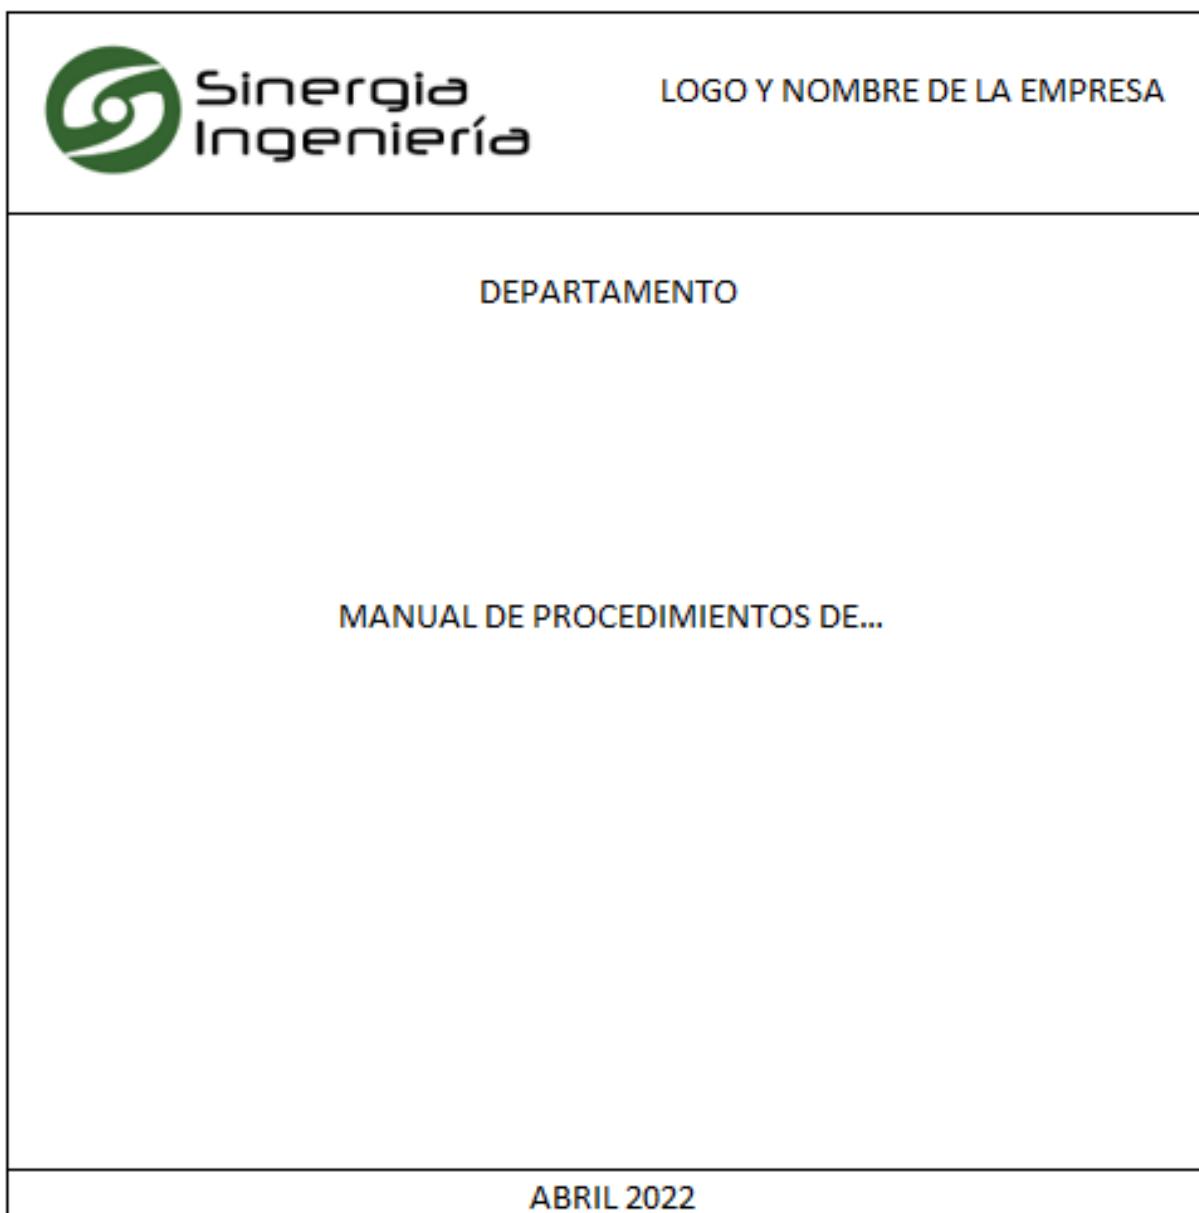 Sinergia
Ingeniería
LOGO Y NOMBRE DE LA EMPRESA
DEPARTAMENTO
MANUAL DE PROCEDIMIENTOS DE...
ABRIL 2022